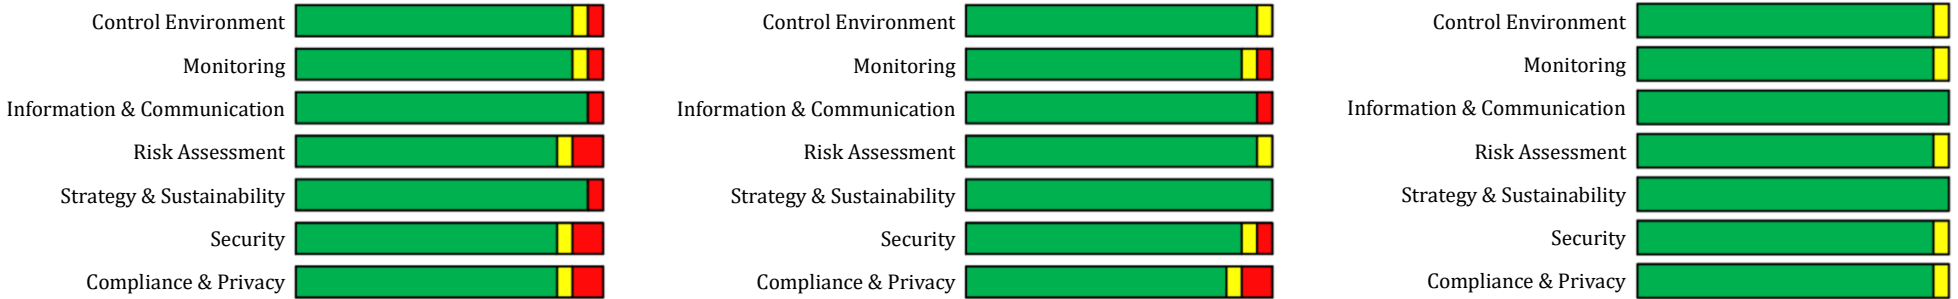 Control Environment
Monitoring
Information & Communication
Risk Assessment
Strategy & Sustainability
Security
Compliance & Privacy
Control Environment
Monitoring
Information & Communication
Risk Assessment
Strategy & Sustainability
Security
Compliance & Privacy
Control Environment
Monitoring
Information & Communication
Risk Assessment
Strategy & Sustainability
Security
Compliance & Privacy